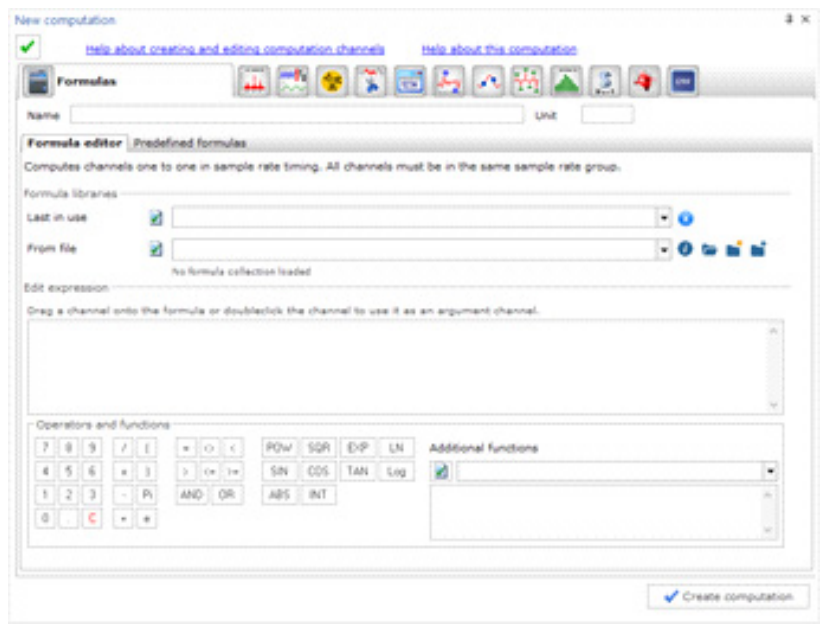 New computation
Help about creating and editing computation channels Help about this computation
Formulas
Name Unit
Formula editor Predefined formulas
Computes channels one to one in sample rate timing. All channels must be in the same sample rate group.
Formula libraries
Last in use
From file
No formula collection loaded
Edit expression
Drag a channel onto the formula or doubleclick the channel to use it as an argument channel.
Operators and functions
7 8 9 / ( = <> < POW SQR EXP LN Additional functions
4 5 6 ) > <= >= SIN COS TAN Log
1 2 3 - Pi AND OR ABS INT
0 . C + e
Create computation